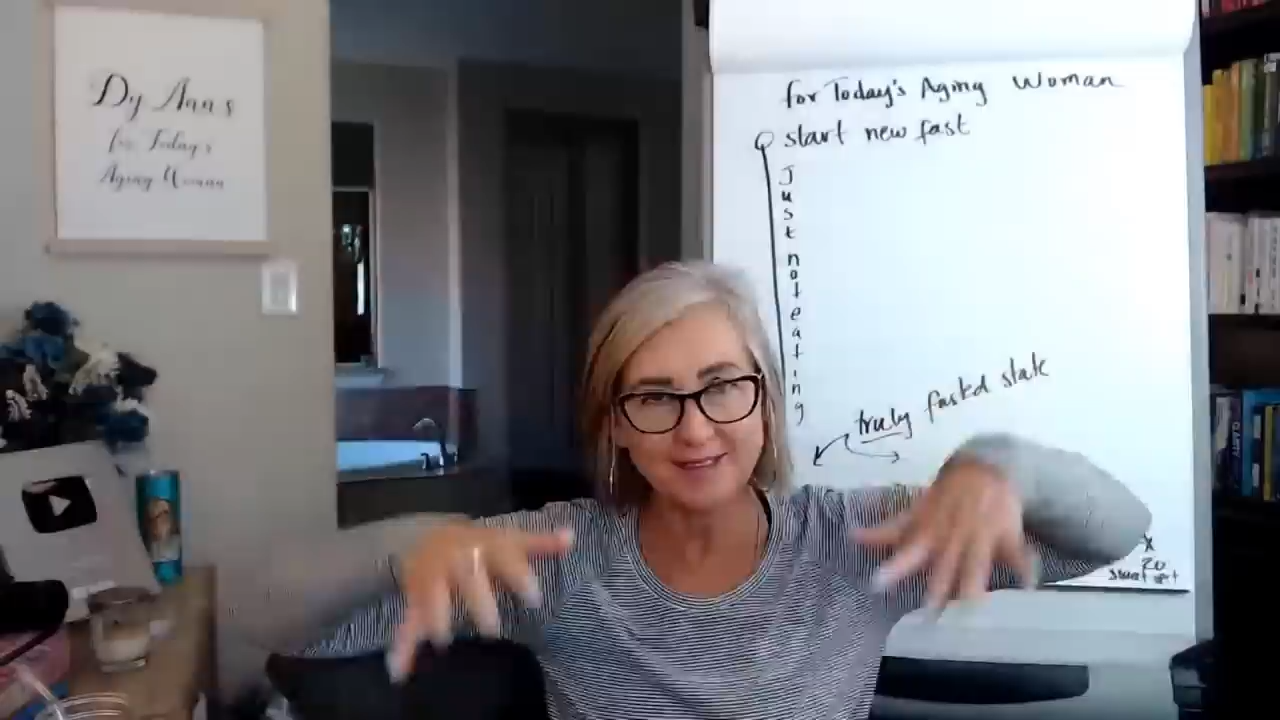 Dy Ann's
for Today's
Aging Woman
for Today's Aging Woman
start new fast
Just not eating
truly fasted state
20